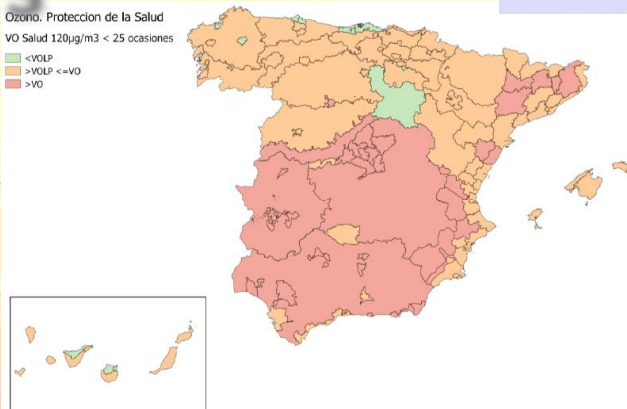 Ozono. Proteccion de la Salud
VO Salud 120µg/m3 < 25 ocasiones
<VOLP
>VOLP <=VO
>VO